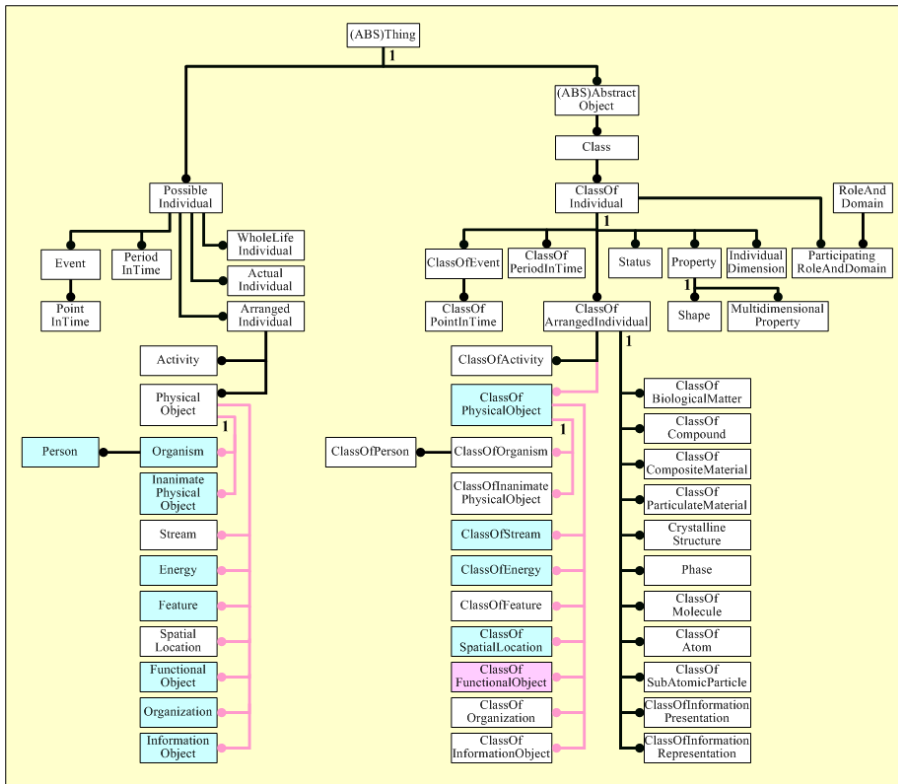 (ABS)Thing
1
(ABS)Abstract
Object
Class
Possible
Individual
ClassOf
Individual
RoleAnd
Domain
1
Event
Period
InTime
WholeLife
Individual
ClassOfEvent
ClassOf
PeriodInTime
Status
Property
Individual
Dimension
Participating
RoleAndDomain
Actual
Individual
1
Point
InTime
Arranged
Individual
ClassOf
PointInTime
ClassOf
ArrangedIndividual
Shape
Multidimensional
Property
1
Activity
ClassOfActivity
Physical
Object
ClassOf
PhysicalObject
ClassOf
BiologicalMatter
1
1
ClassOf
Compound
Person
Organism
ClassOfPerson
ClassOfOrganism
ClassOf
CompositeMaterial
Inanimate
Physical
Object
ClassOfInanimate
PhysicalObject
ClassOf
ParticulateMaterial
Stream
ClassOfStream
Crystalline
Structure
Energy
ClassOfEnergy
Phase
Feature
ClassOfFeature
ClassOf
Molecule
Spatial
Location
ClassOf
SpatialLocation
ClassOf
Atom
Functional
Object
ClassOf
FunctionalObject
ClassOf
SubAtomicParticle
Organization
ClassOf
Organization
ClassOfInformation
Presentation
Information
Object
ClassOf
InformationObject
ClassOfInformation
Representation